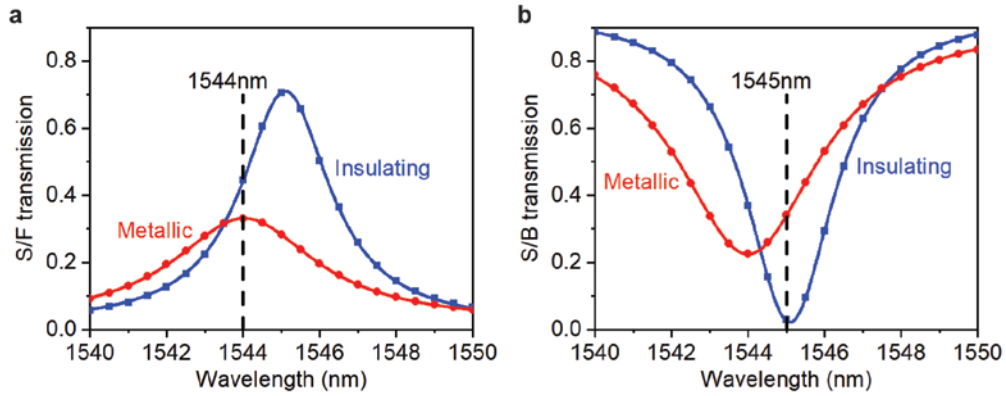 a
S/F transmission
0.8
0.6
0.4
0.2
0.0
1544nm
Insulating
Metallic
1540 1542 1544 1546 1548 1550
Wavelength (nm)
b
S/B transmission
0.8
0.6
0.4
0.2
0.0
1545nm
Metallic
Insulating
1540 1542 1544 1546 1548 1550
Wavelength (nm)